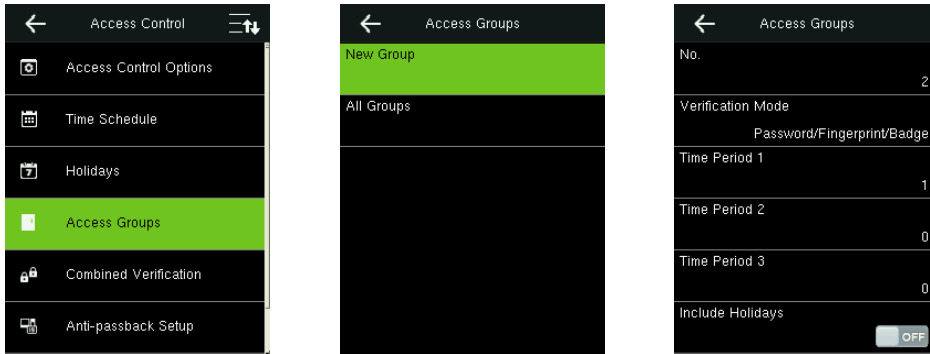 Access Control
Access Control Options
Time Schedule
7
Holidays
Access Groups
Combined Verification
Anti-passback Setup
Access Groups
New Group
All Groups
Access Groups
No.
2
Verification Mode
Password/Fingerprint/Badge
Time Period 1
1
Time Period 2
0
Time Period 3
0
Include Holidays
OFF